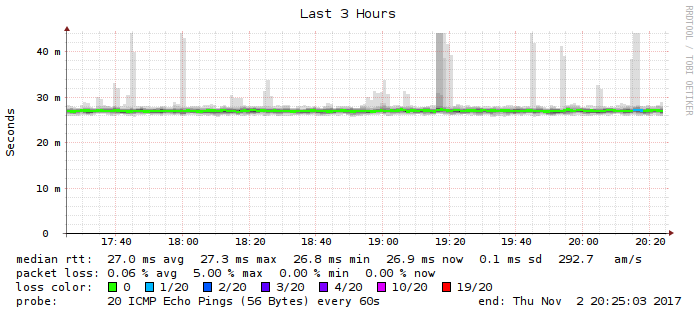 Last 3 Hours
RRDTOOL / TOBI OETIKER
Seconds
40 m
30 m
20 m
10 m
0
17:40 18:00 18:20 18:40 19:00 19:20 19:40 20:00 20:20
median rtt: 27.0 ms avg 27.3 ms max 26.8 ms min 26.9 ms now 0.1 ms sd 292.7 am/s
packet loss: 0.06 % avg 5.00 % max 0.00 % min 0.00 % now
loss color: 0 1/20 2/20 3/20 4/20 10/20 19/20
probe: 20 ICMP Echo Pings (56 Bytes) every 60s end: Thu Nov 2 20:25:03 2017